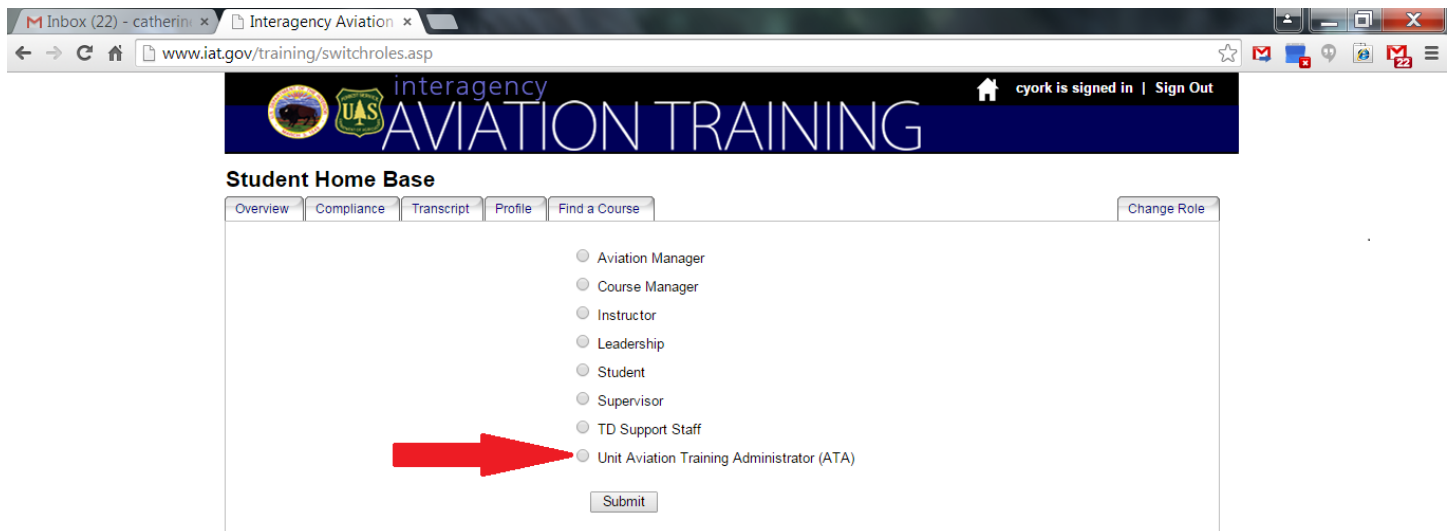 Inbox (22) - catherin
Interagency Aviation
www.iat.gov/training/switchroles.asp
22
interagency
UAS
AVIATION TRAINING
cyork is signed in | Sign Out
Student Home Base
Overview
Compliance
Transcript
Profile
Find a Course
Change Role
Aviation Manager
Course Manager
Instructor
Leadership
Student
Supervisor
TD Support Staff
Unit Aviation Training Administrator (ATA)
Submit